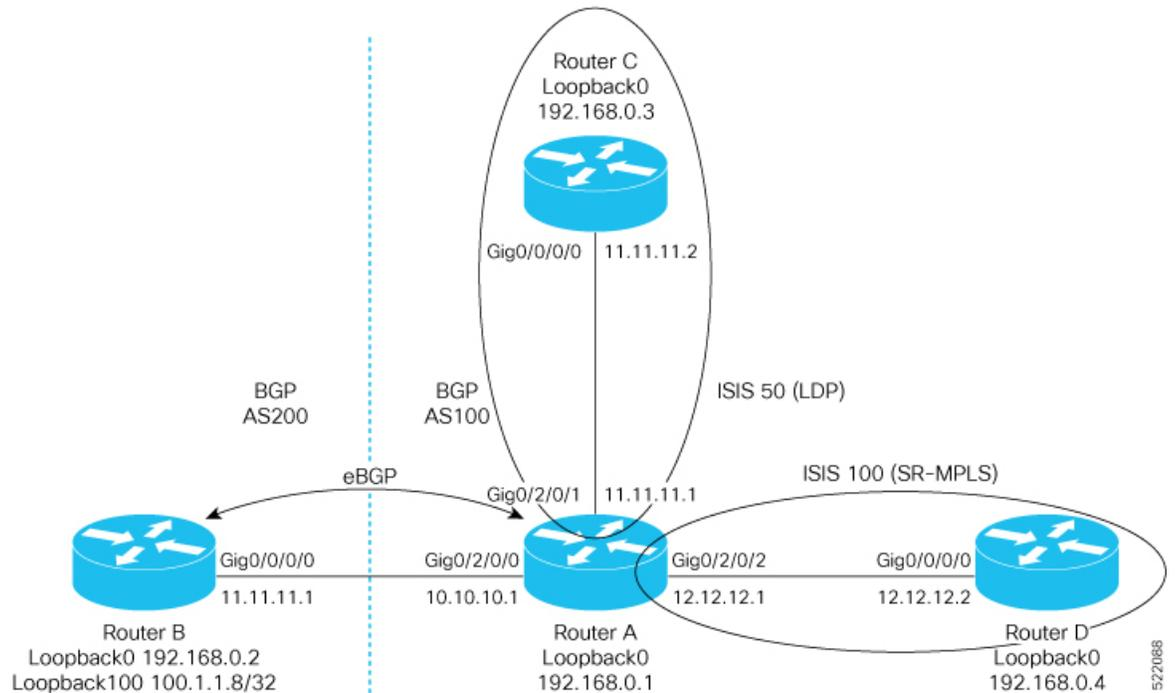 Router C
Loopback0
192.168.0.3
Gig0/0/0/0
11.11.11.2
BGP
AS200
BGP
AS100
ISIS 50 (LDP)
eBGP
Gig0/2/0/1
11.11.11.1
ISIS 100 (SR-MPLS)
Gig0/0/0/0
Gig0/2/0/0
Gig0/2/0/2
Gig0/0/0/0
11.11.11.1
10.10.10.1
12.12.12.1
12.12.12.2
Router B
Loopback0 192.168.0.2
Loopback100 100.1.1.8/32
Router A
Loopback0
192.168.0.1
Router D
Loopback0
192.168.0.4
522088